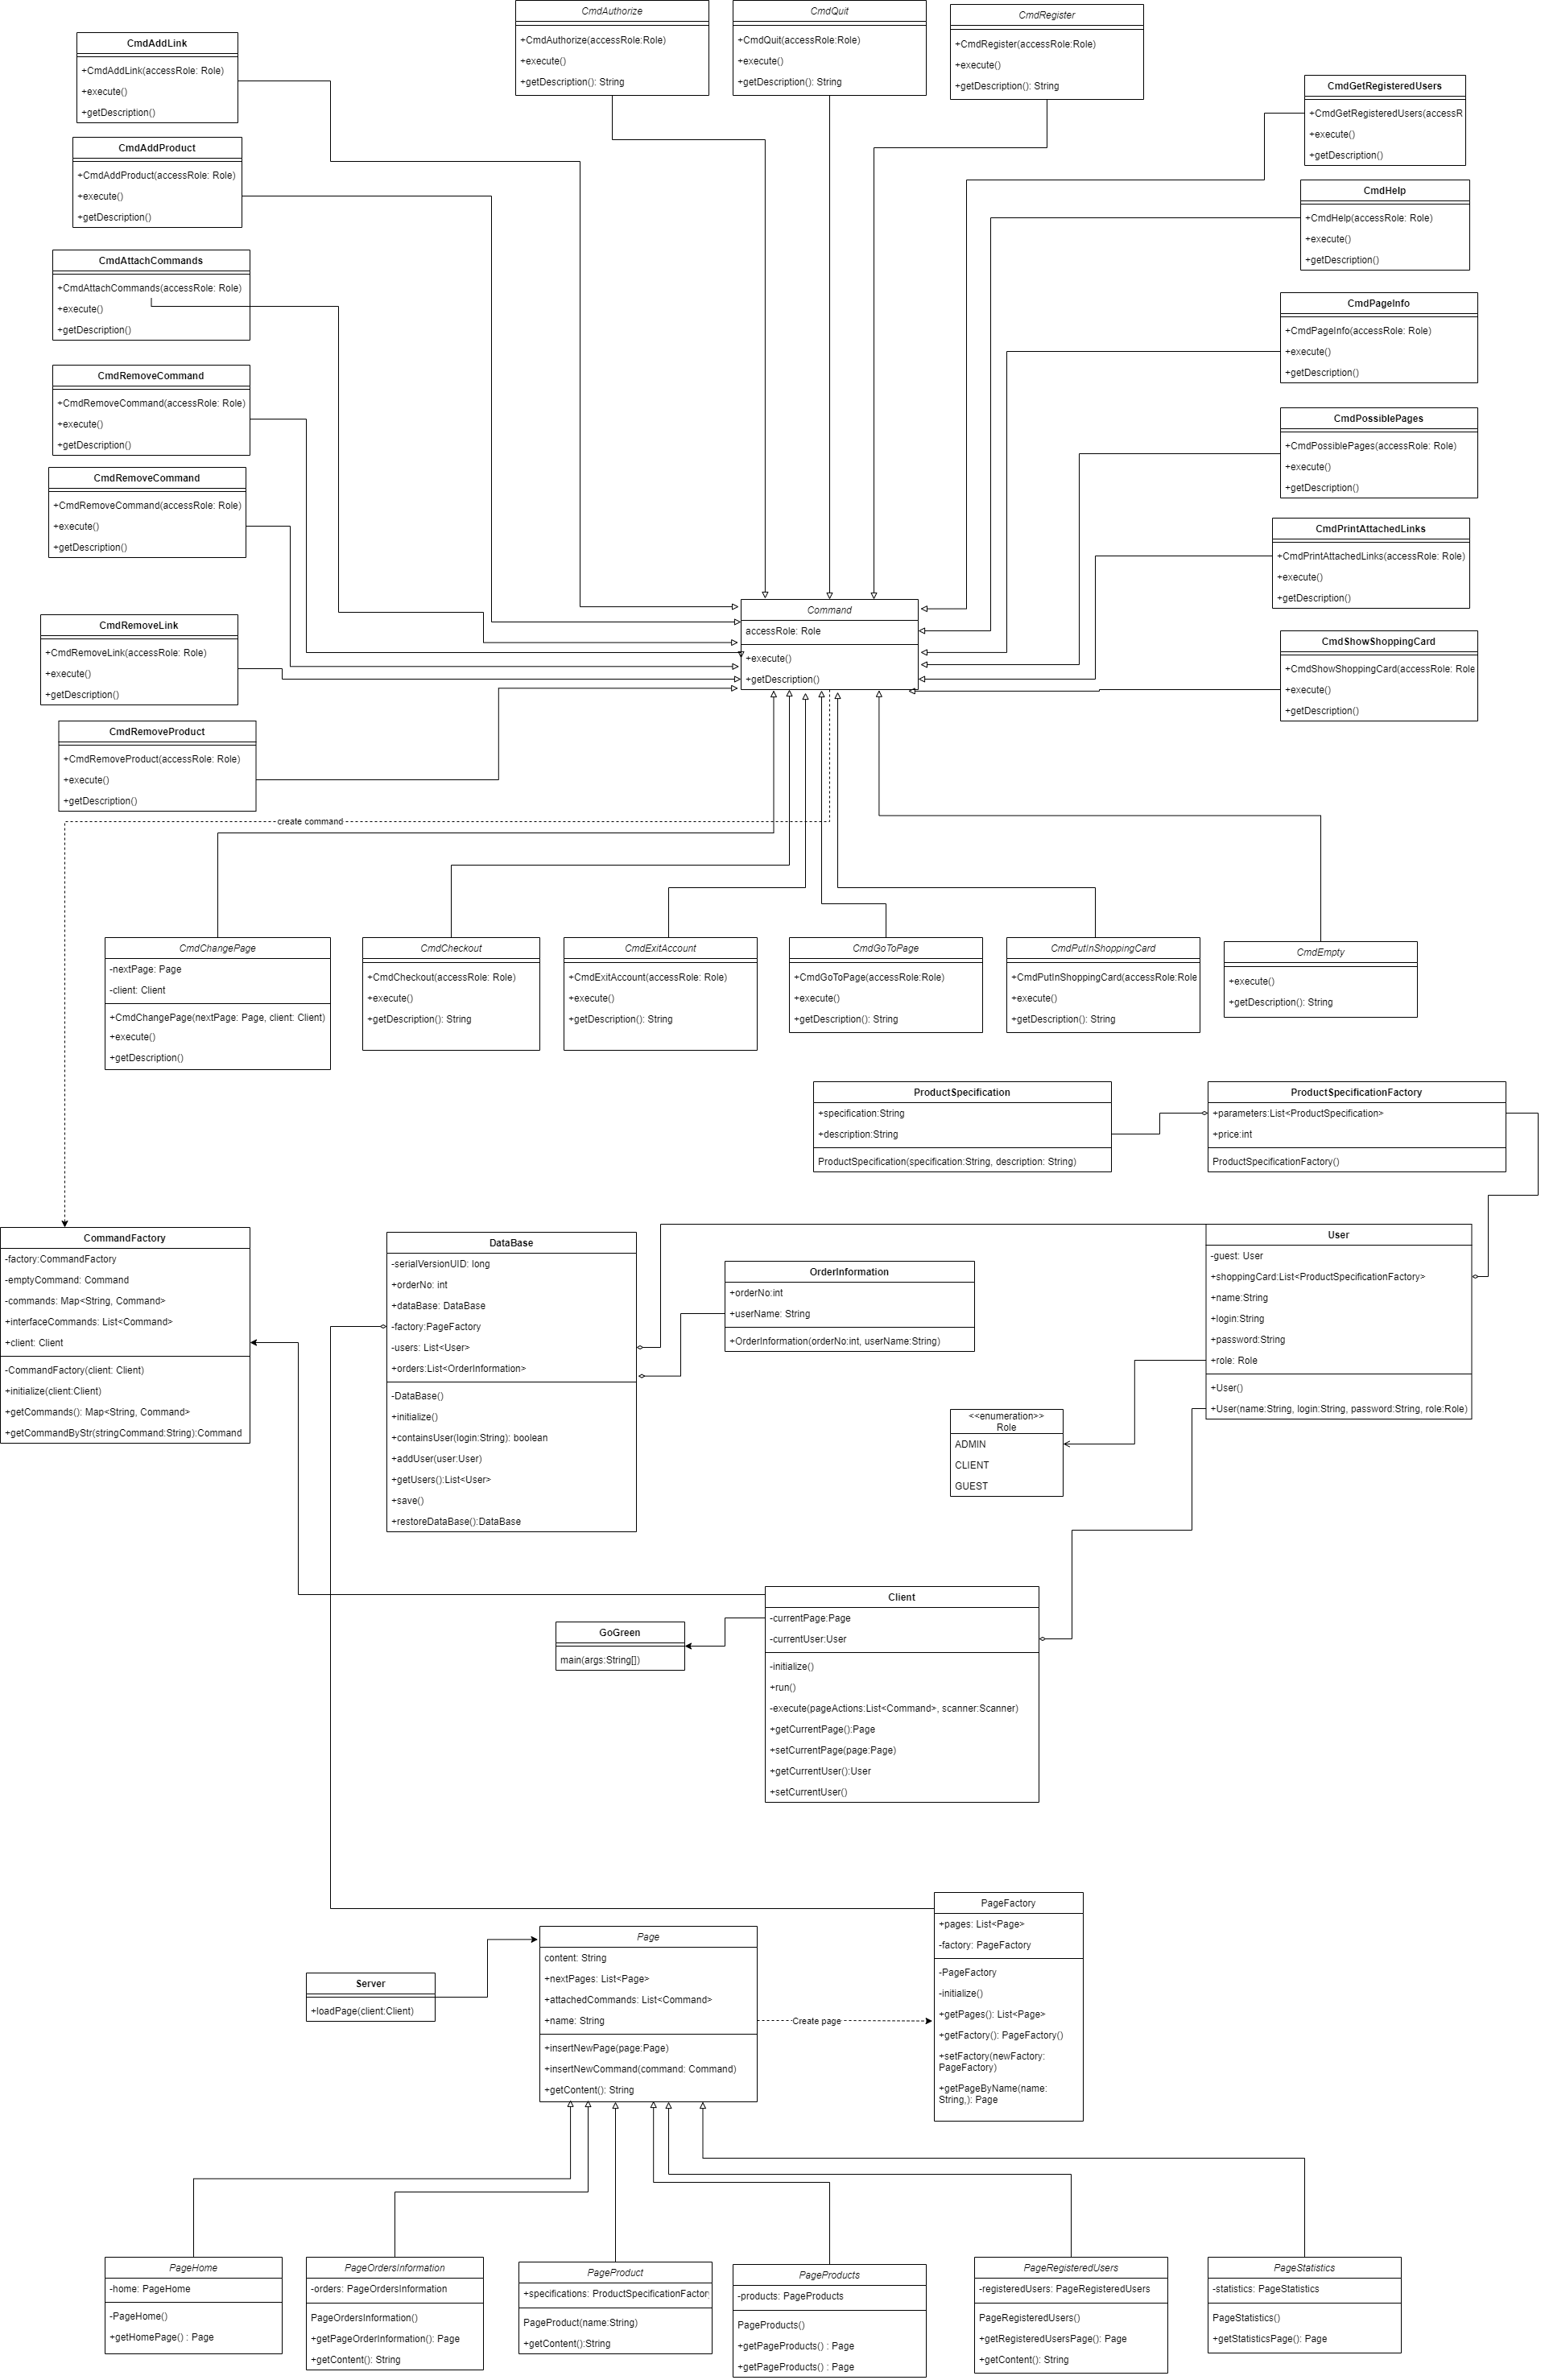 CmdAuthorize
+CmdAuthorize(accessRole:Role)
+execute()
+getDescription(): String
CmdQuit
+CmdQuit(accessRole:Role)
+execute()
+getDescription(): String
CmdRegister
+CmdRegister(accessRole:Role)
+execute()
+getDescription(): String
CmdAddLink
+CmdAddLink(accessRole: Role)
+execute()
+getDescription()
CmdGetRegisteredUsers
+CmdGetRegisteredUsers(accessR
+execute()
+getDescription()
CmdAddProduct
+CmdAddProduct(accessRole: Role)
+execute()
+getDescription()
CmdHelp
+CmdHelp(accessRole: Role)
+execute()
+getDescription()
CmdAttachCommands
+CmdAttachCommands(accessRole: Role)
+execute()
+getDescription()
CmdPageInfo
+CmdPageInfo(accessRole: Role)
+execute()
+getDescription()
CmdRemoveCommand
+CmdRemoveCommand(accessRole: Role)
+execute()
+getDescription()
CmdPossiblePages
+CmdPossiblePages(accessRole: Role)
+execute()
+getDescription()
CmdRemoveCommand
+CmdRemoveCommand(accessRole: Role)
+execute()
+getDescription()
CmdPrintAttachedLinks
+CmdPrintAttachedLinks(accessRole: Role)
+execute()
+getDescription()
Command
accessRole: Role
+execute()
+getDescription()
CmdRemoveLink
+CmdRemoveLink(accessRole: Role)
+execute()
+getDescription()
CmdShowShoppingCard
+CmdShowShoppingCard(accessRole: Role
+execute()
+getDescription()
CmdRemoveProduct
+CmdRemoveProduct(accessRole: Role)
+execute()
+getDescription()
create command
CmdChangePage
-nextPage: Page
-client: Client
+CmdChangePage(nextPage: Page, client: Client)
+execute()
+getDescription()
CmdCheckout
+CmdCheckout(accessRole: Role)
+execute()
+getDescription(): String
CmdExitAccount
+CmdExitAccount(accessRole: Role)
+execute()
+getDescription(): String
CmdGoToPage
+CmdGoToPage(accessRole:Role)
+execute()
+getDescription(): String
CmdPutInShoppingCard
+CmdPutInShoppingCard(accessRole:Role
+execute()
+getDescription(): String
CmdEmpty
+execute()
+getDescription(): String
ProductSpecification
+specification:String
+description:String
ProductSpecification(specification:String, description: String)
ProductSpecificationFactory
+parameters:List<ProductSpecification>
+price:int
ProductSpecificationFactory()
CommandFactory
-factory:CommandFactory
-emptyCommand: Command
-commands: Map<String, Command>
+interfaceCommands: List<Command>
+client: Client
-CommandFactory(client: Client)
+initialize(client:Client)
+getCommands(): Map<String, Command>
+getCommandByStr(stringCommand:String):Command
DataBase
-serialVersionUID: long
+orderNo: int
+dataBase: DataBase
-factory:PageFactory
-users: List<User>
+orders:List<OrderInformation>
-DataBase()
+initialize()
+containsUser(login:String): boolean
+addUser(user:User)
+getUsers():List<User>
+save()
+restoreDataBase():DataBase
OrderInformation
+orderNo:int
+userName: String
+OrderInformation(orderNo:int, userName:String)
User
-guest: User
+shoppingCard:List<ProductSpecificationFactory>
+name:String
+login:String
+password:String
+role: Role
+User()
+User(name:String, login:String, password:String, role:Role)
<<enumeration>>
Role
ADMIN
CLIENT
GUEST
Client
-currentPage:Page
-currentUser:User
-initialize()
+run()
-execute(pageActions:List<Command>, scanner:Scanner)
+getCurrentPage():Page
+setCurrentPage(page:Page)
+getCurrentUser():User
+setCurrentUser()
GoGreen
main(args:String[])
PageFactory
+pages: List<Page>
-factory: PageFactory
-PageFactory
-initialize()
+getPages(): List<Page>
+getFactory(): PageFactory()
+setFactory(newFactory:
PageFactory)
+getPageByName(name:
String,): Page
Page
content: String
+nextPages: List<Page>
+attachedCommands: List<Command>
+name: String
+insertNewPage(page:Page)
+insertNewCommand(command: Command)
+getContent(): String
Server
+loadPage(client:Client)
Create page
PageHome
-home: PageHome
-PageHome()
+getHomePage() : Page
PageOrdersInformation
-orders: PageOrdersInformation
PageOrdersInformation()
+getPageOrderInformation(): Page
+getContent(): String
PageProduct
+specifications: ProductSpecificationFactory
PageProduct(name:String)
+getContent():String
PageProducts
-products: PageProducts
PageProducts()
+getPageProducts() : Page
+getPageProducts() : Page
PageRegisteredUsers
-registeredUsers: PageRegisteredUsers
PageRegisteredUsers()
+getRegisteredUsersPage(): Page
+getContent(): String
PageStatistics
-statistics: PageStatistics
PageStatistics()
+getStatisticsPage(): Page